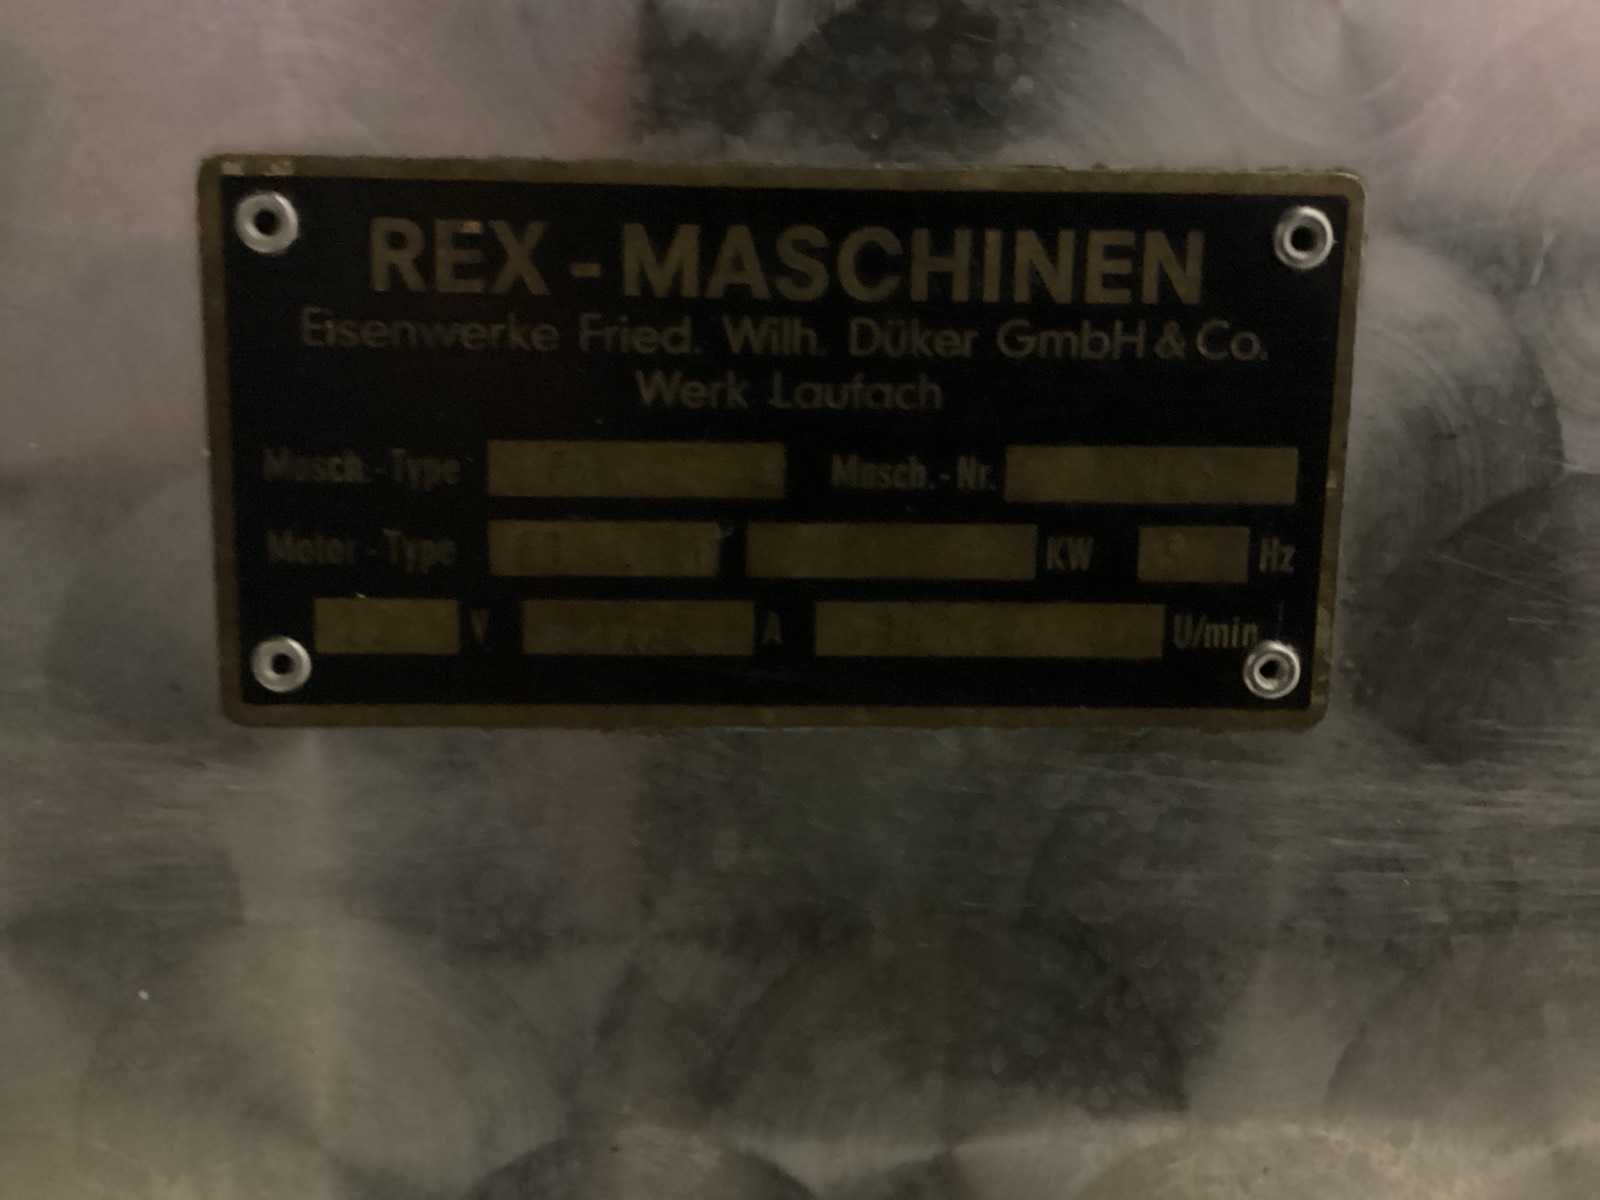 REX - MASCHINEN
Eisenwerke Fried. Wilh. Düker GmbH & Co.
Werk Laufach
Masch.-Type Masch.-Nr.
Motor-Type KW Hz
V A U/min.